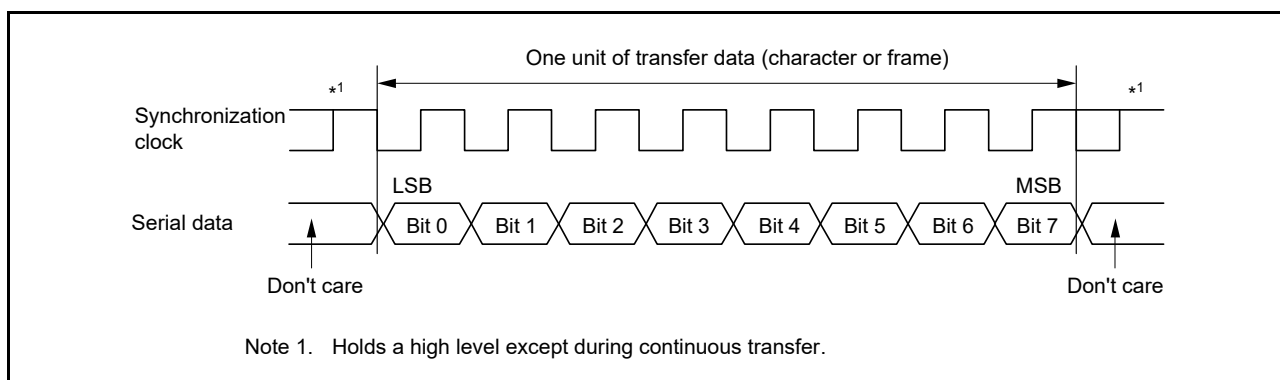 One unit of transfer data (character or frame)
*1 *1
Synchronization
clock
LSB MSB
Serial data Bit 0 Bit 1 Bit 2 Bit 3 Bit 4 Bit 5 Bit 6 Bit 7
Don't care Don't care
Note 1. Holds a high level except during continuous transfer.